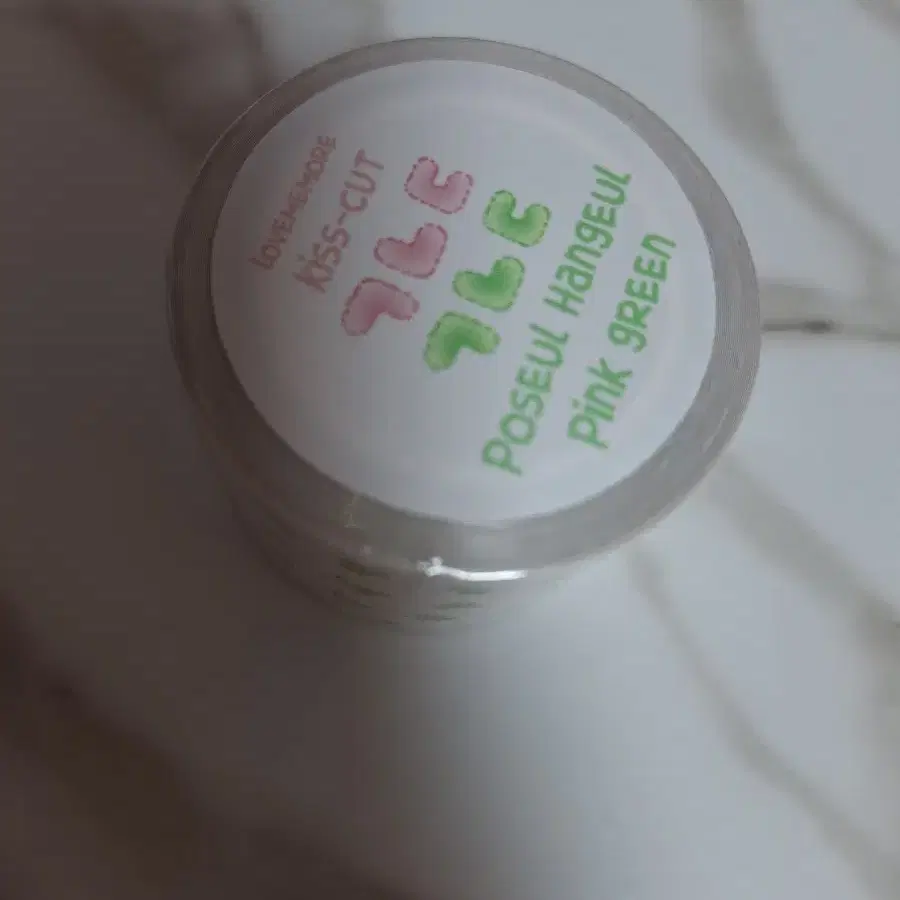 LOVEMEMORE
kiss-cut
ㄱㄴㄷ
ㄱㄴㄷ
POSEUL HangEUL
Pink gREEn